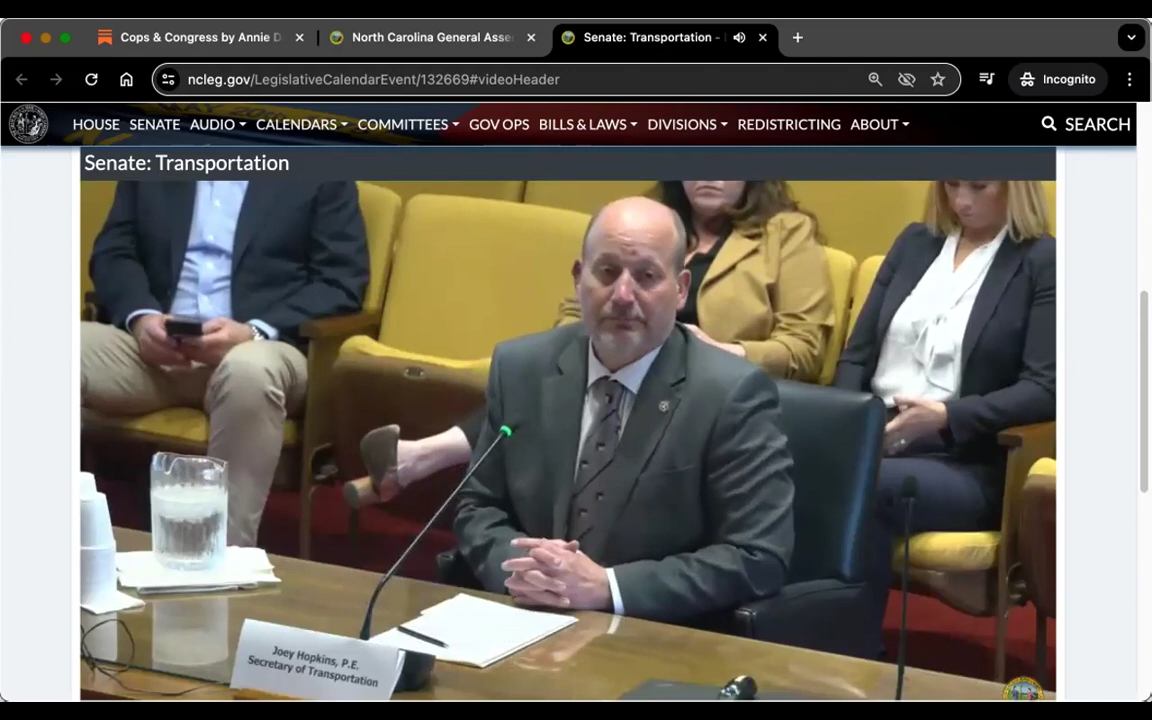 Cops & Congress by Annie D
North Carolina General Asse
Senate: Transportation -
ncleg.gov/LegislativeCalendarEvent/132669#videoHeader
Incognito
HOUSE SENATE AUDIO CALENDARS COMMITTEES GOV OPS BILLS & LAWS DIVISIONS REDISTRICTING ABOUT SEARCH
Senate: Transportation
Joey Hopkins, P.E.
Secretary of Transportation